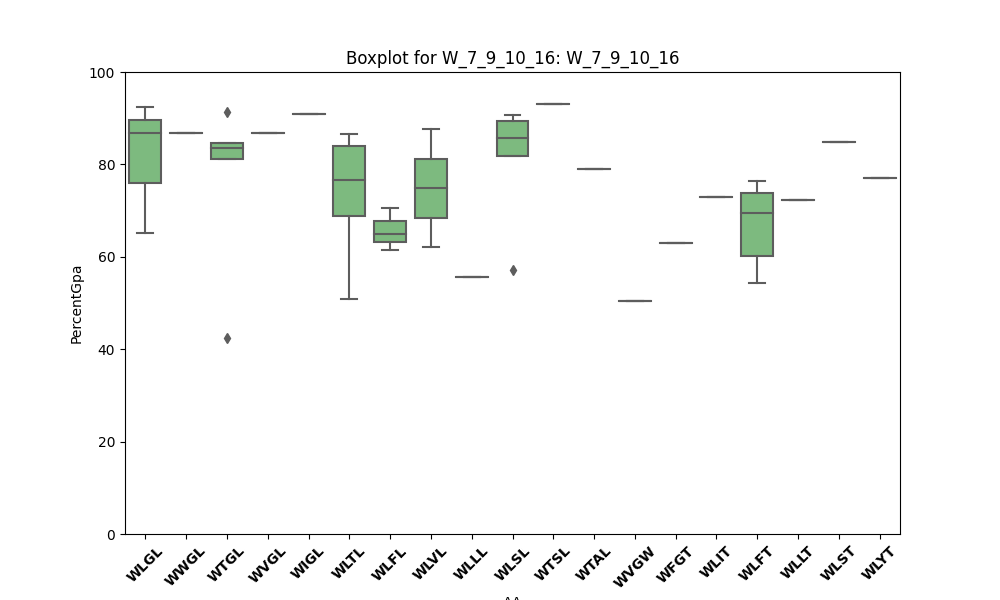 Boxplot for W_7_9_10_16: W_7_9_10_16
100
80
60
40
20
0
PercentGpa
WLGL
WWGL
WTGL
WVGL
WIGL
WLTL
WLFL
WLVL
WLLL
WLSL
WTSL
WTAL
WVGW
WFGT
WLIT
WLFT
WLLT
WLST
WLYT